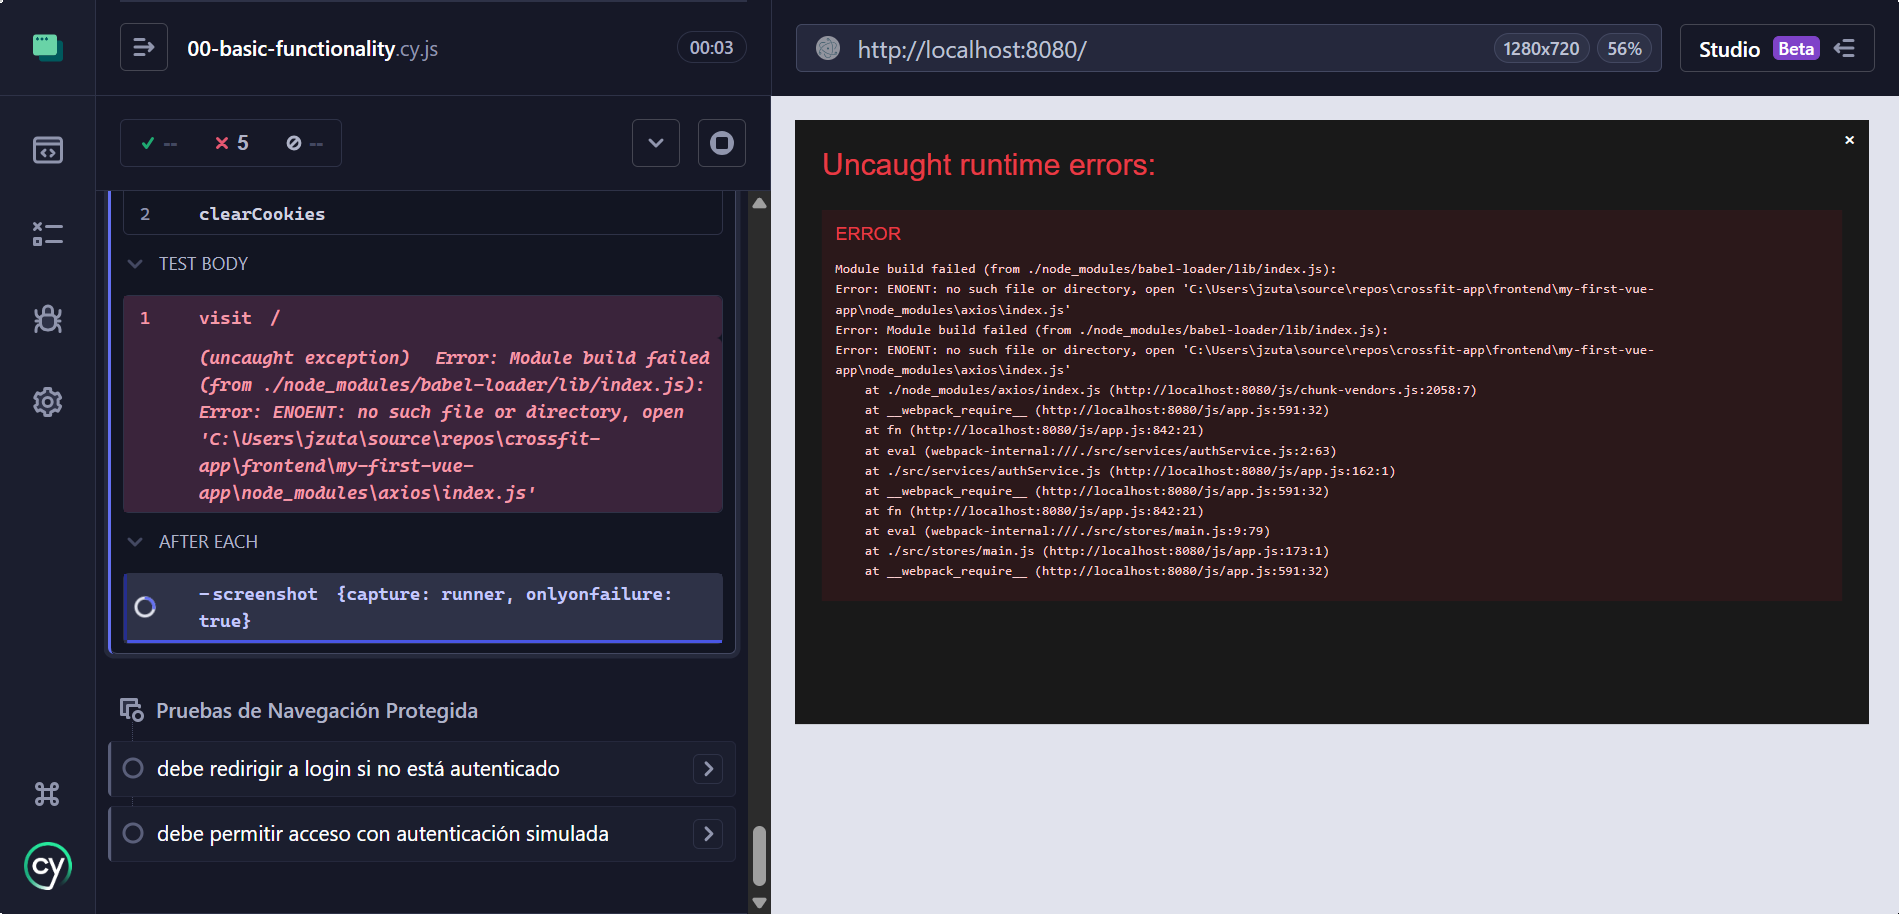 00-basic-functionality.cy.js
00:03
-- 5 --
2 clearCookies
TEST BODY
1 visit /
(uncaught exception) Error: Module build failed
(from ./node_modules/babel-loader/lib/index.js):
Error: ENOENT: no such file or directory, open
'C:\Users\jzuta\source\repos\crossfit-
app\frontend\my-first-vue-
app\node_modules\axios\index.js'
AFTER EACH
-screenshot {capture: runner, onlyonfailure:
true}
Pruebas de Navegación Protegida
debe redirigir a login si no está autenticado
debe permitir acceso con autenticación simulada
cy
http://localhost:8080/
1280x720
56%
Studio Beta
Uncaught runtime errors:
×
ERROR
Module build failed (from ./node_modules/babel-loader/lib/index.js):
Error: ENOENT: no such file or directory, open 'C:\Users\jzuta\source\repos\crossfit-app\frontend\my-first-vue-
app\node_modules\axios\index.js'
Error: Module build failed (from ./node_modules/babel-loader/lib/index.js):
Error: ENOENT: no such file or directory, open 'C:\Users\jzuta\source\repos\crossfit-app\frontend\my-first-vue-
app\node_modules\axios\index.js'
at ./node_modules/axios/index.js (http://localhost:8080/js/chunk-vendors.js:2058:7)
at __webpack_require__ (http://localhost:8080/js/app.js:591:32)
at fn (http://localhost:8080/js/app.js:842:21)
at eval (webpack-internal:///./src/services/authService.js:2:63)
at ./src/services/authService.js (http://localhost:8080/js/app.js:162:1)
at __webpack_require__ (http://localhost:8080/js/app.js:591:32)
at fn (http://localhost:8080/js/app.js:842:21)
at eval (webpack-internal:///./src/stores/main.js:9:79)
at ./src/stores/main.js (http://localhost:8080/js/app.js:173:1)
at __webpack_require__ (http://localhost:8080/js/app.js:591:32)